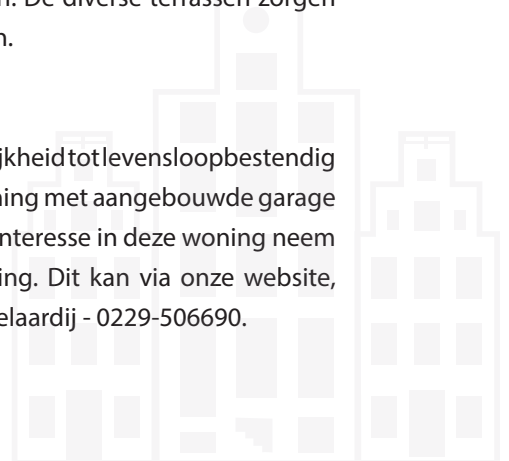 n. De diverse terrassen zorgen
n.
jkheid tot levensloopbestendig
ning met aangebouwde garage
nteresse in deze woning neem
ing. Dit kan via onze website,
elaardij - 0229-506690.